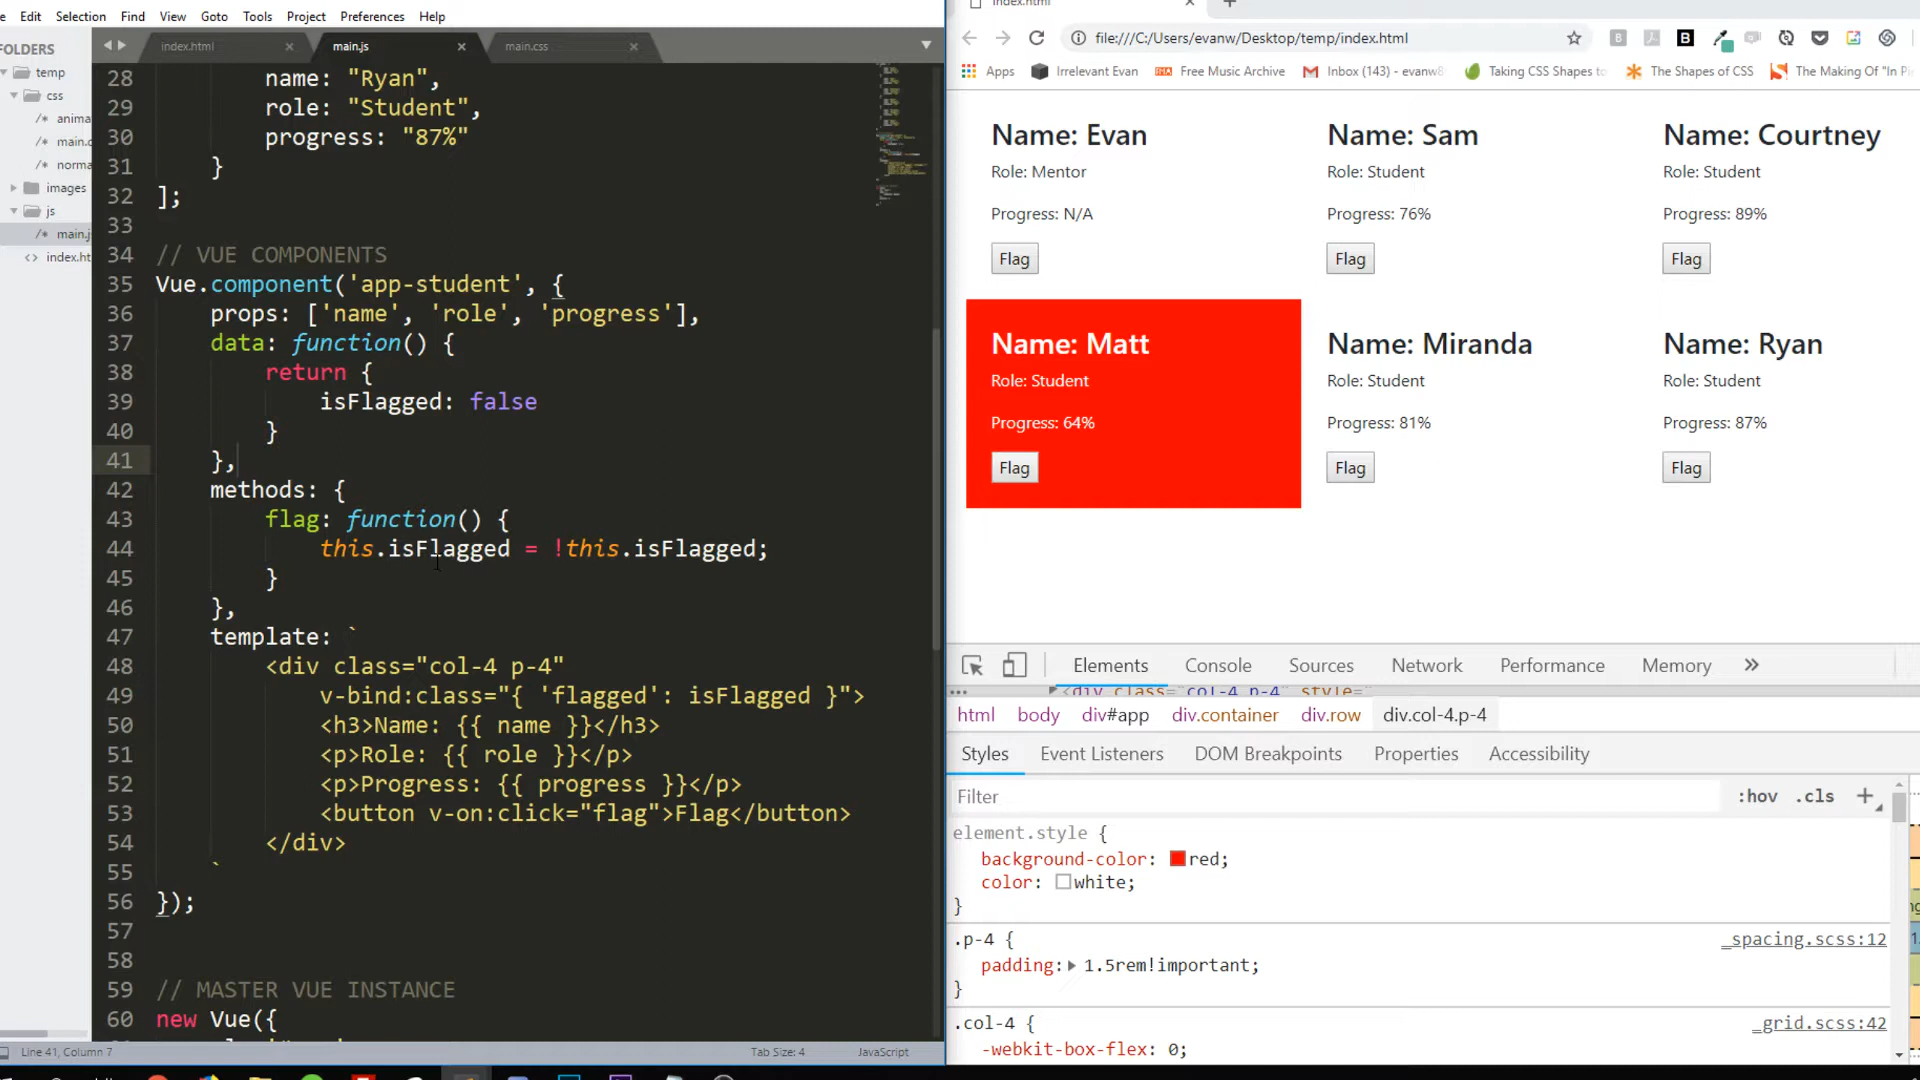 Edit Selection Find View Goto Tools Project Preferences Help
FOLDERS
temp
css
anima
main.c
norma
images
js
main.js
index.ht
index.html
main.js
main.css
28 name: "Ryan",
29 role: "Student",
30 progress: "87%"
31 }
32 ];
33
34 // VUE COMPONENTS
35 Vue.component('app-student', {
36 props: ['name', 'role', 'progress'],
37 data: function() {
38 return {
39 isFlagged: false
40 }
41 },
42 methods: {
43 flag: function() {
44 this.isFlagged = !this.isFlagged;
45 }
46 },
47 template: `
48 <div class="col-4 p-4"
49 v-bind:class="{ 'flagged': isFlagged }">
50 <h3>Name: {{ name }}</h3>
51 <p>Role: {{ role }}</p>
52 <p>Progress: {{ progress }}</p>
53 <button v-on:click="flag">Flag</button>
54 </div>
55 `
56 });
57
58
59 // MASTER VUE INSTANCE
60 new Vue({
Line 41, Column 7
Tab Size: 4
JavaScript
index.html
file:///C:/Users/evanw/Desktop/temp/index.html
Apps Irrelevant Evan Free Music Archive Inbox (143) - evanw8 Taking CSS Shapes to The Shapes of CSS The Making Of "In Pi
Name: Evan
Role: Mentor
Progress: N/A
Flag
Name: Sam
Role: Student
Progress: 76%
Flag
Name: Courtney
Role: Student
Progress: 89%
Flag
Name: Matt
Role: Student
Progress: 64%
Flag
Name: Miranda
Role: Student
Progress: 81%
Flag
Name: Ryan
Role: Student
Progress: 87%
Flag
Elements Console Sources Network Performance Memory »
... <div class="col-4 p-4" style="
html body div#app div.container div.row div.col-4.p-4
Styles Event Listeners DOM Breakpoints Properties Accessibility
Filter
:hov .cls +
element.style {
background-color: red;
color: white;
}
.p-4 {
_spacing.scss:12
padding: 1.5rem!important;
}
.col-4 {
_grid.scss:42
-webkit-box-flex: 0;